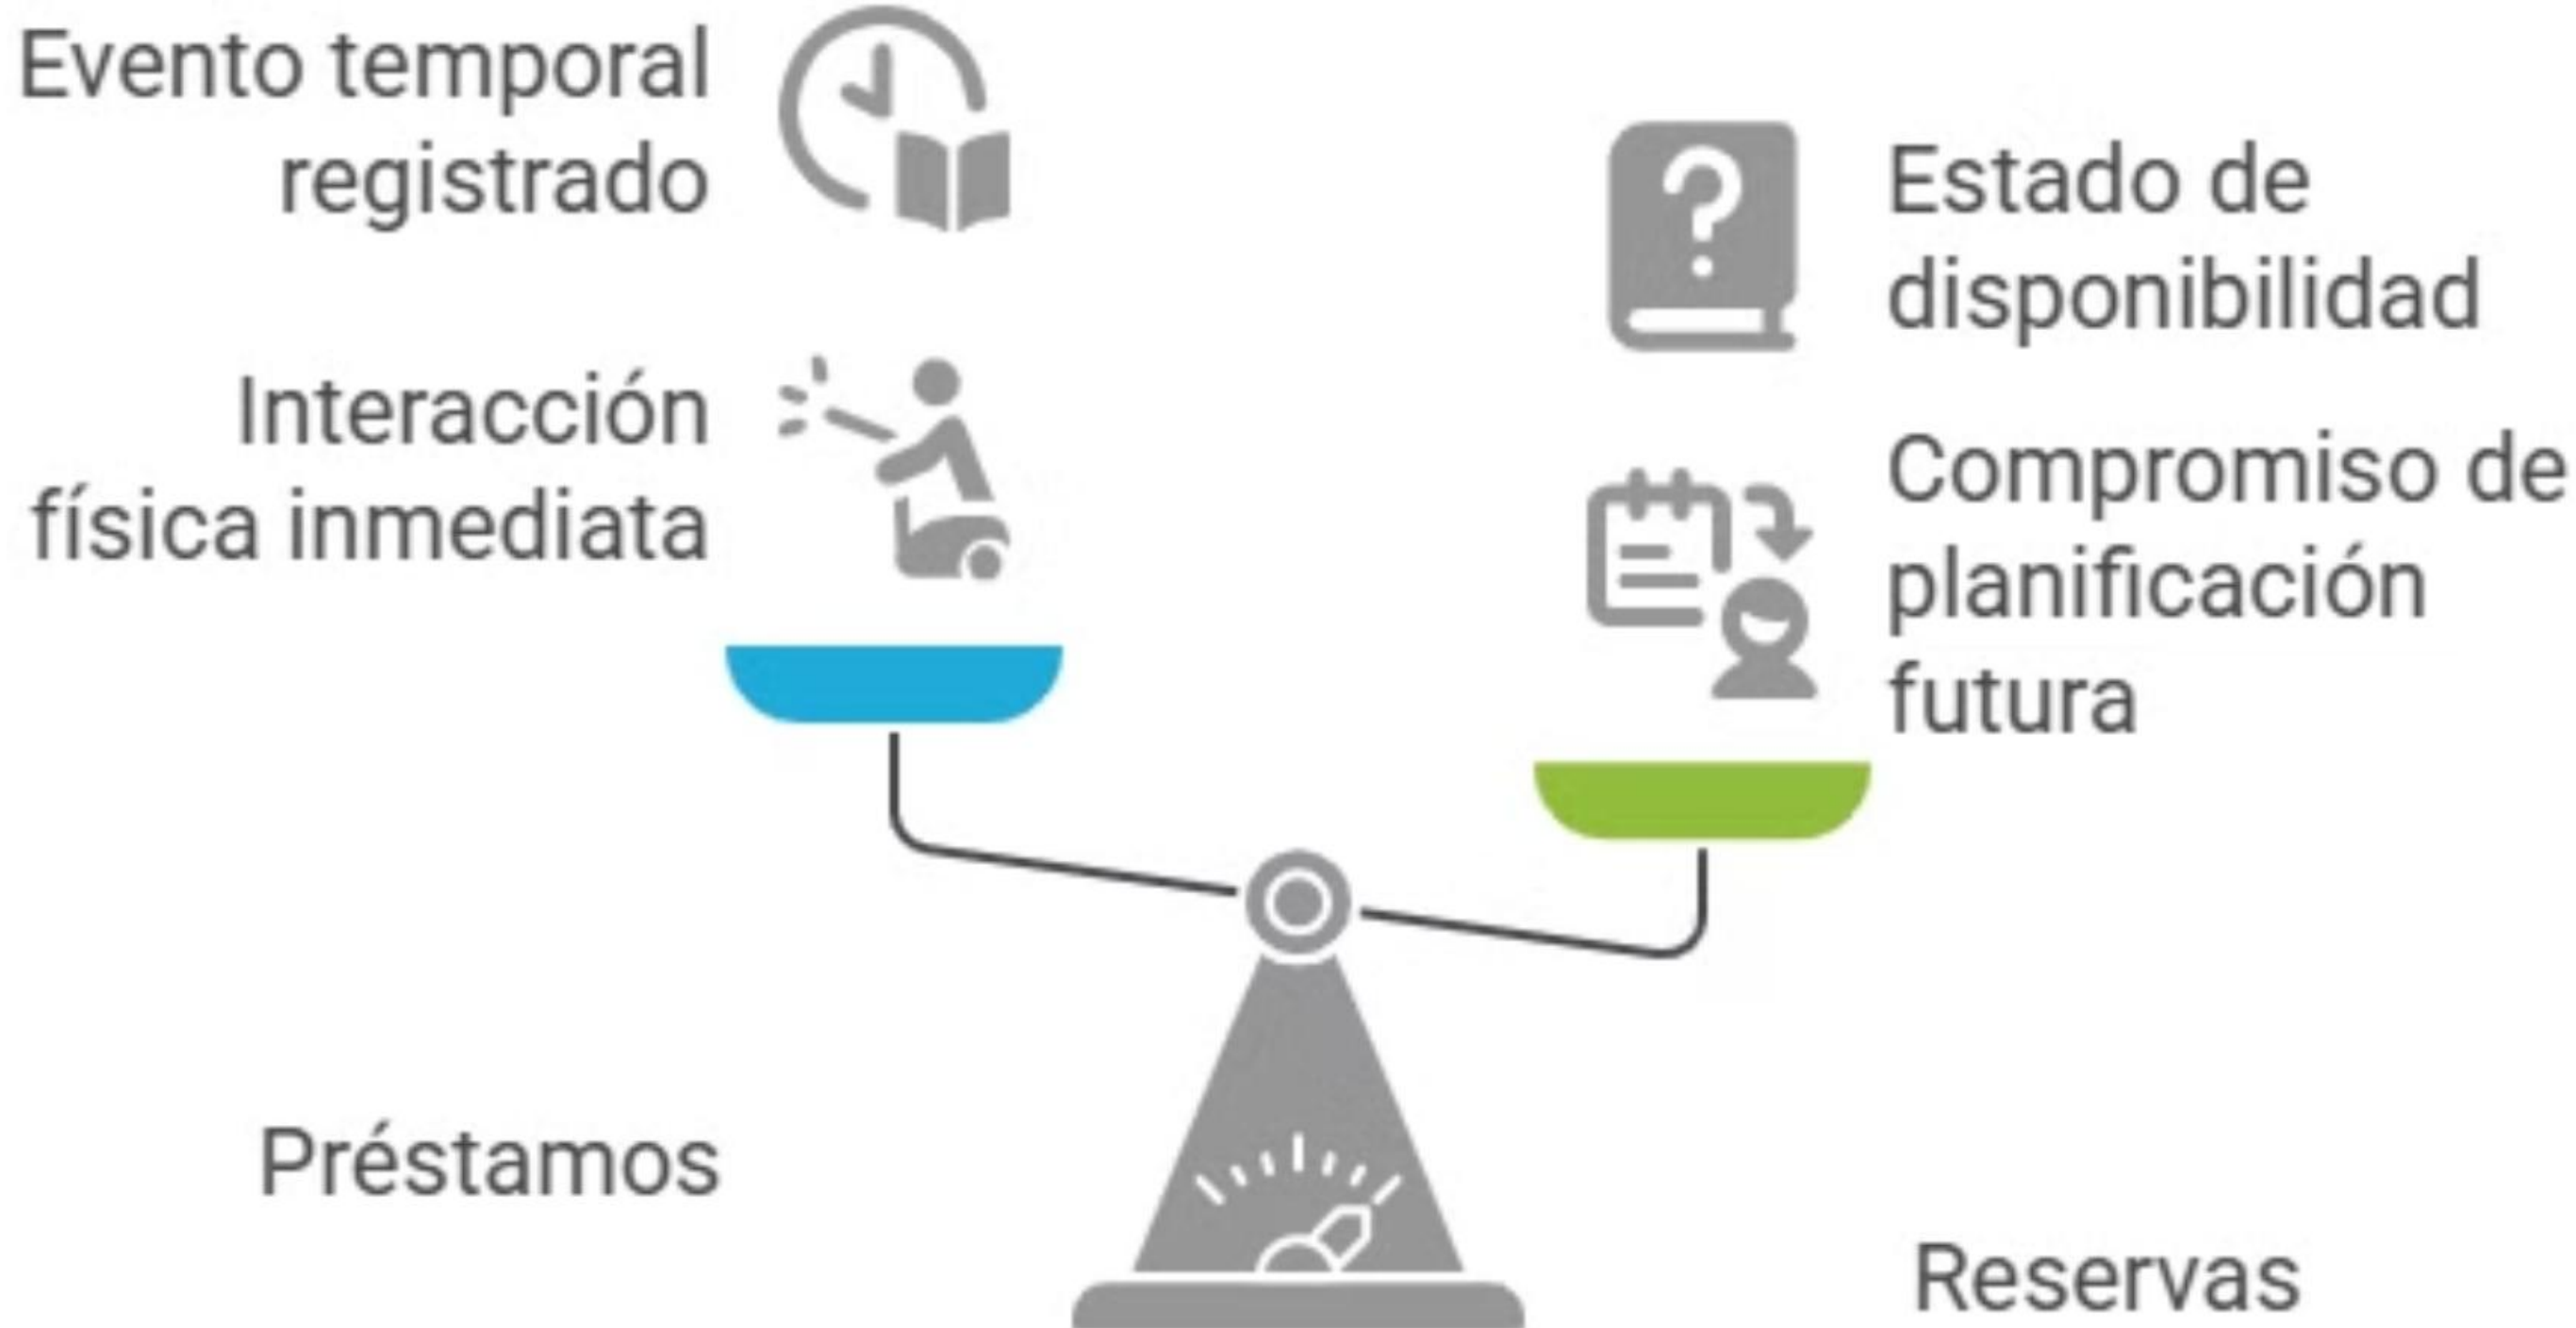 Evento temporal
registrado
Interacción
física inmediata
Estado de
disponibilidad
Compromiso de
planificación
futura
Préstamos
Reservas